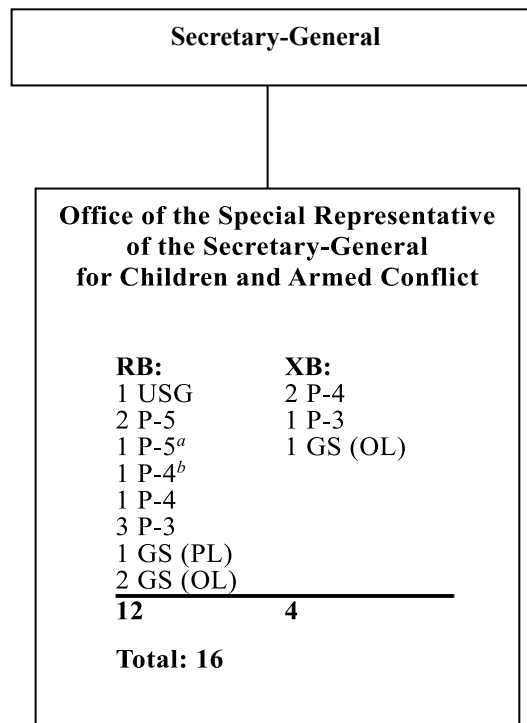 Secretary-General
Office of the Special Representative
of the Secretary-General
for Children and Armed Conflict
RB:
1 USG
2 P-5
1 P-5a
1 P-4b
1 P-4
3 P-3
1 GS (PL)
2 GS (OL)
12
XB:
2 P-4
1 P-3
1 GS (OL)
4
Total: 16